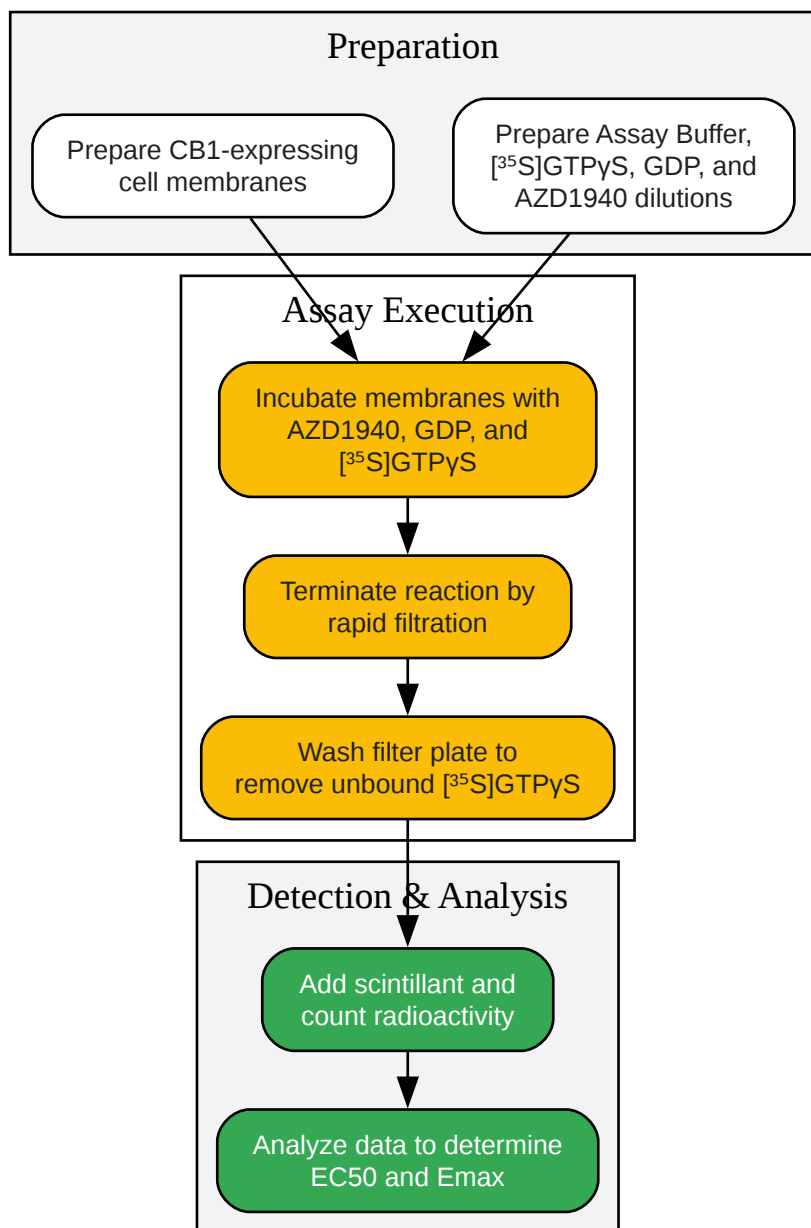 Preparation
Prepare CB1-expressing
cell membranes
Prepare Assay Buffer,
[³⁵S]GTPγS, GDP, and
AZD1940 dilutions
Assay Execution
Incubate membranes with
AZD1940, GDP, and
[³⁵S]GTPγS
Terminate reaction by
rapid filtration
Wash filter plate to
remove unbound [³⁵S]GTPγS
Detection & Analysis
Add scintillant and
count radioactivity
Analyze data to determine
EC50 and Emax